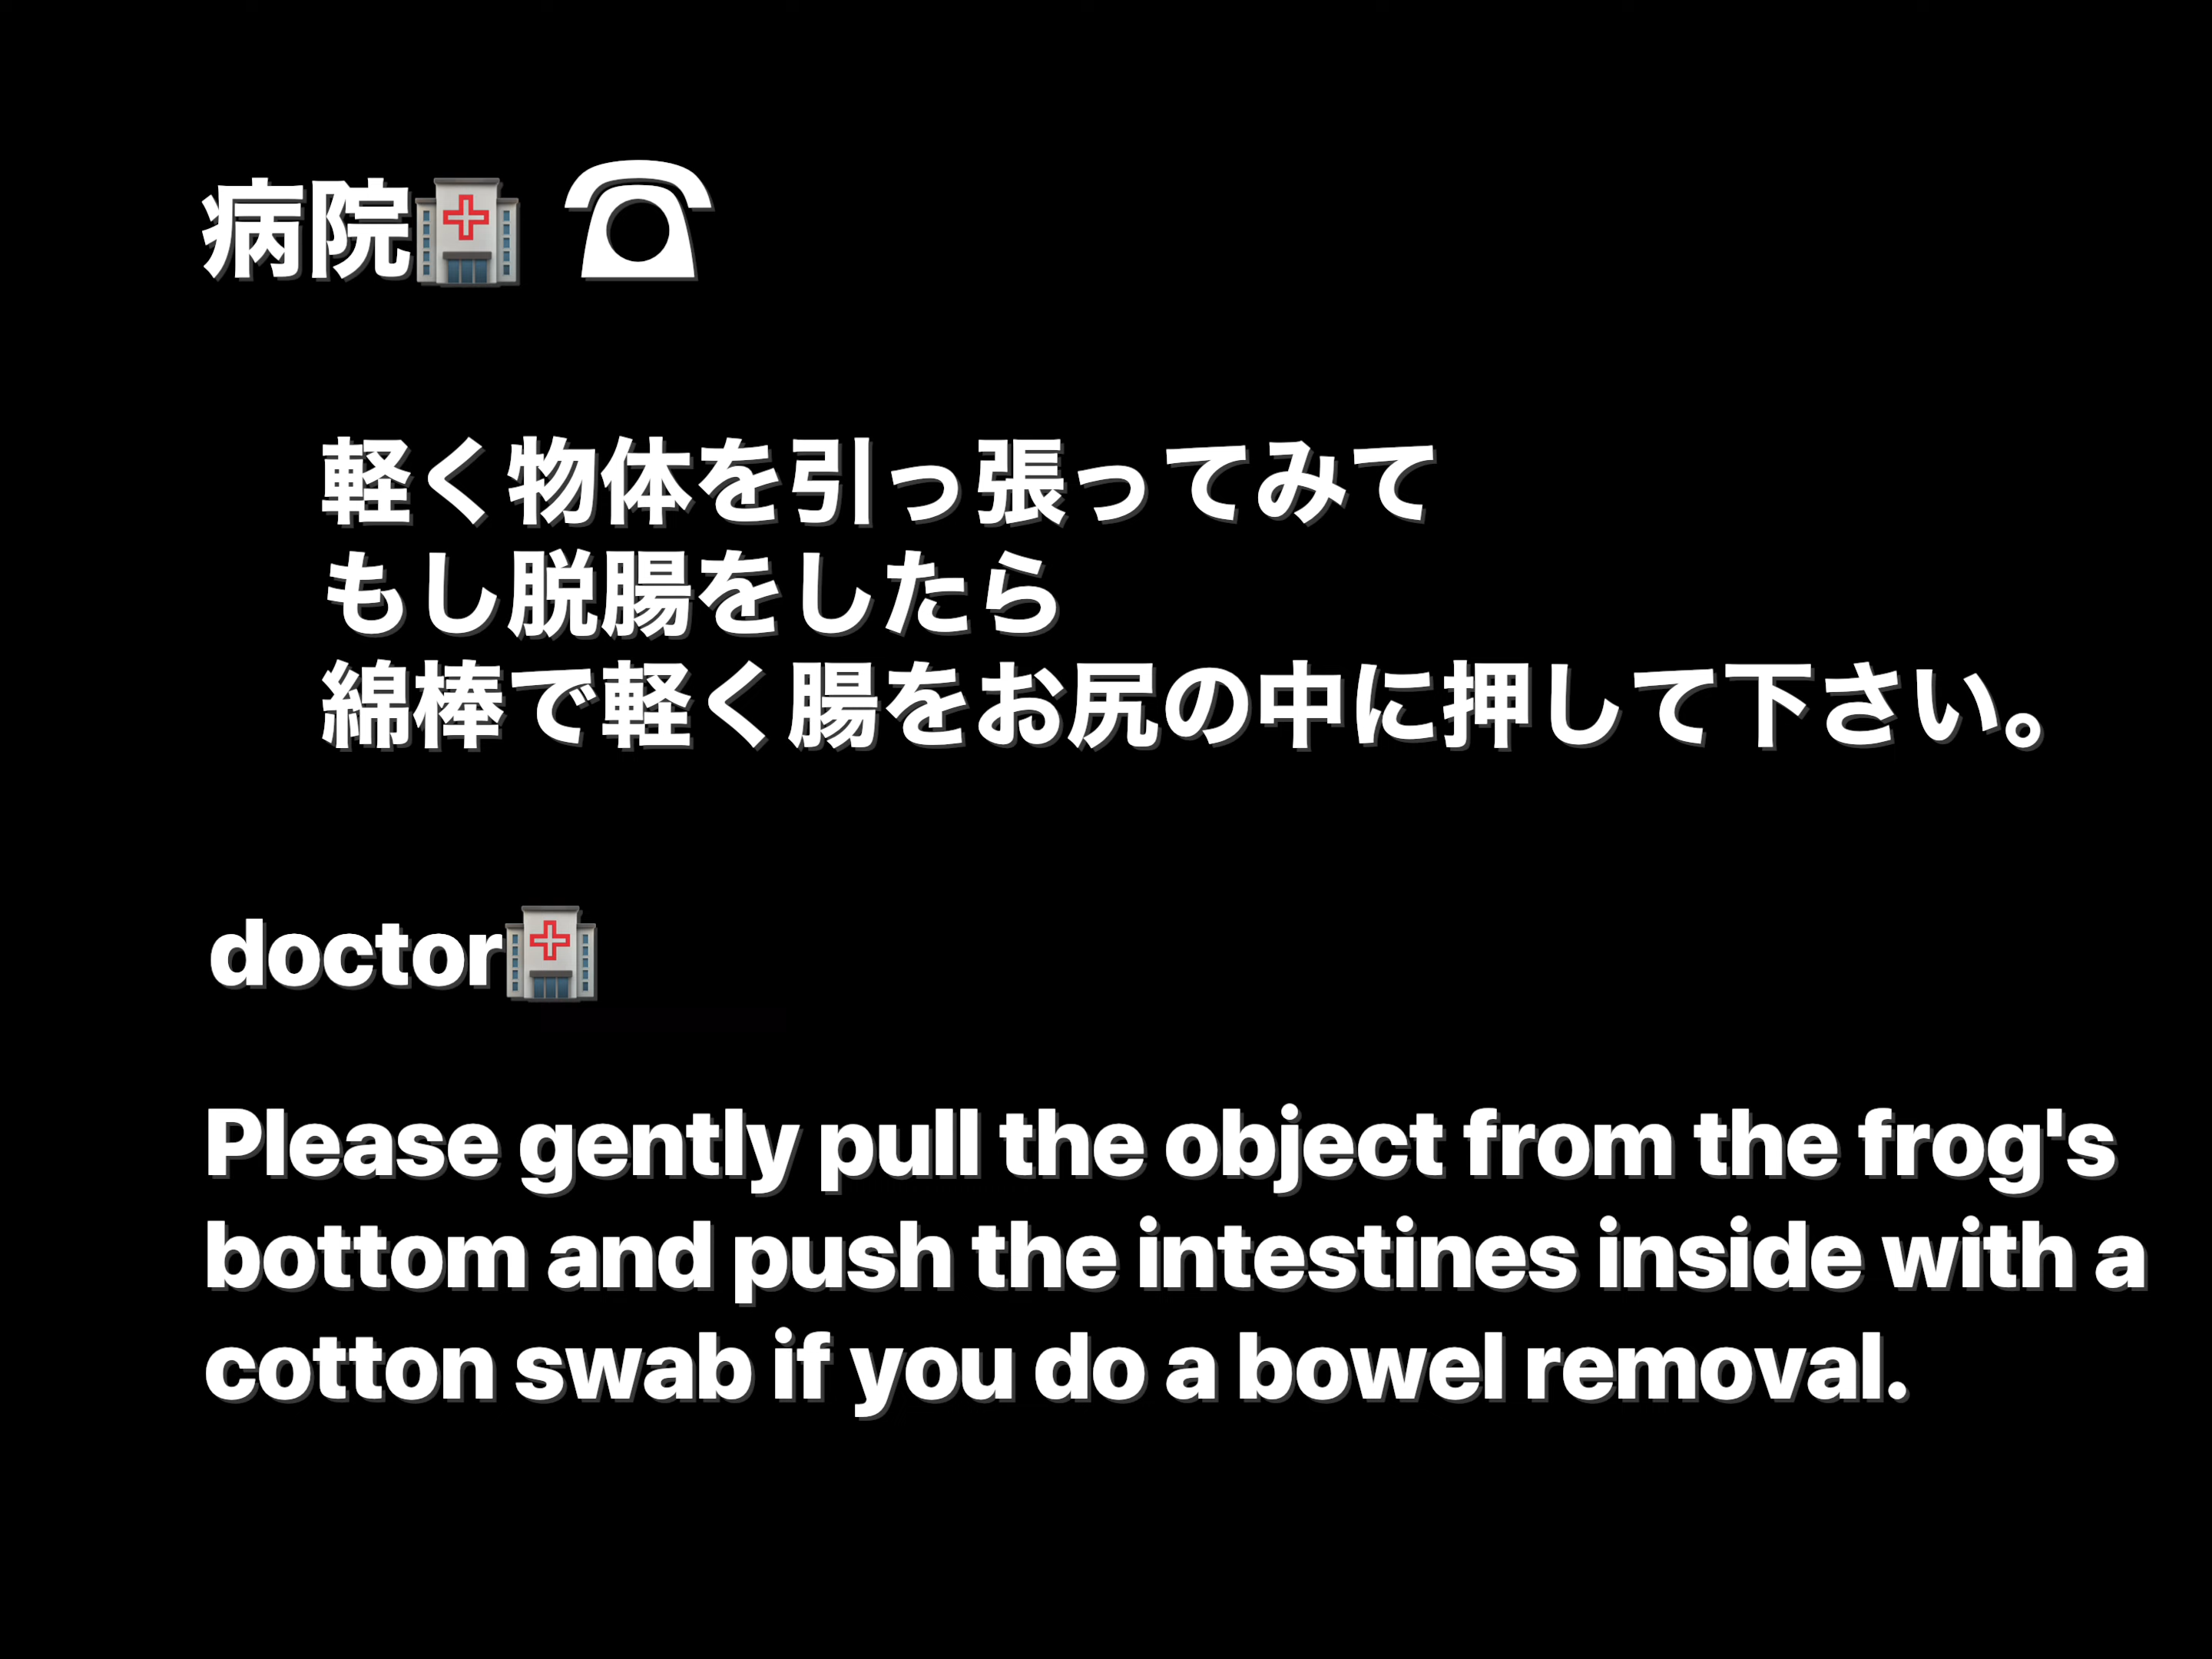 病院🏥 ☎
軽く物体を引っ張ってみて
もし脱腸をしたら
綿棒で軽く腸をお尻の中に押して下さい。
doctor🏥
Please gently pull the object from the frog's
bottom and push the intestines inside with a
cotton swab if you do a bowel removal.